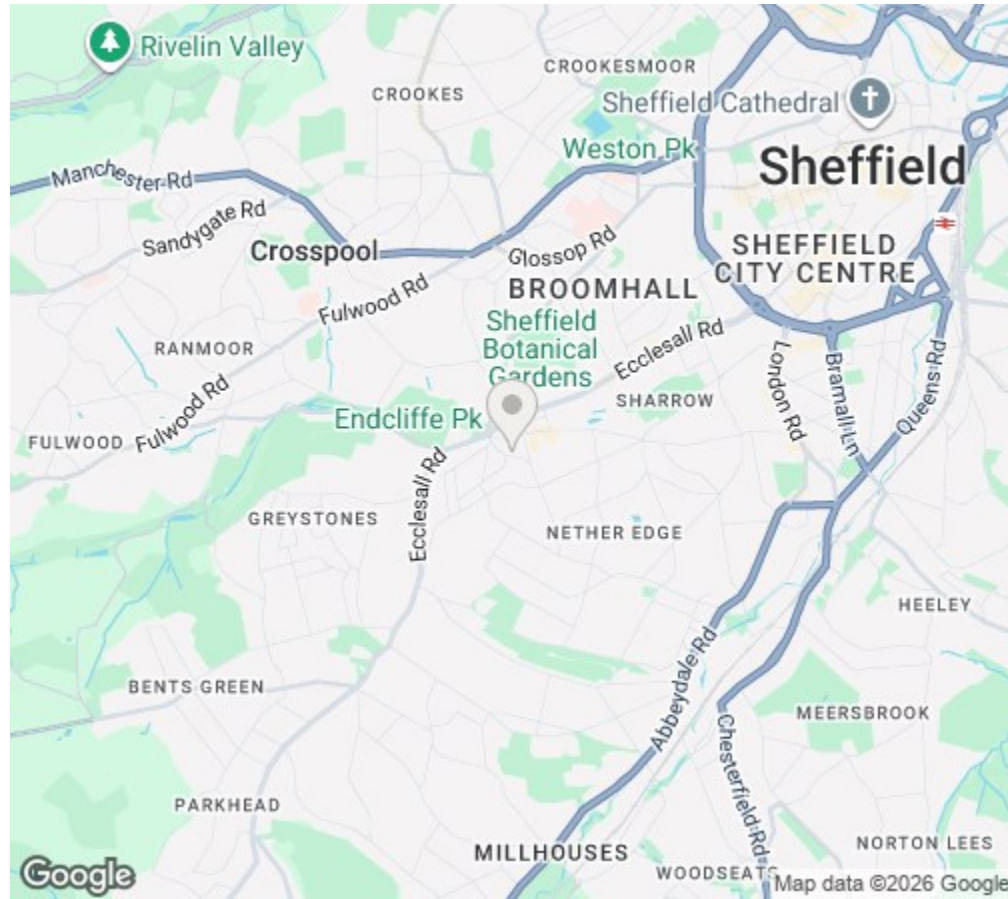 Rivelin Valley
CROOKES
CROOKESMOOR
Sheffield Cathedral
Weston Pk
Sheffield
Manchester Rd
Sandygate Rd
Crosspool
Glossop Rd
SHEFFIELD
CITY CENTRE
BROOMHALL
Fulwood Rd
Sheffield
Botanical
Gardens
Ecclesall Rd
RANMOOR
Fulwood Rd
Endcliffe Pk
SHARROW
London Rd
Bramall Ln
Queens Rd
FULWOOD
Ecclesall Rd
GREYSTONES
NETHER EDGE
HEELEY
BENTS GREEN
Abbeydale Rd
MEERSBROOK
Chesterfield Rd
PARKHEAD
MILLHOUSES
NORTON LEES
WOODSEATS
Google
Map data ©2026 Google